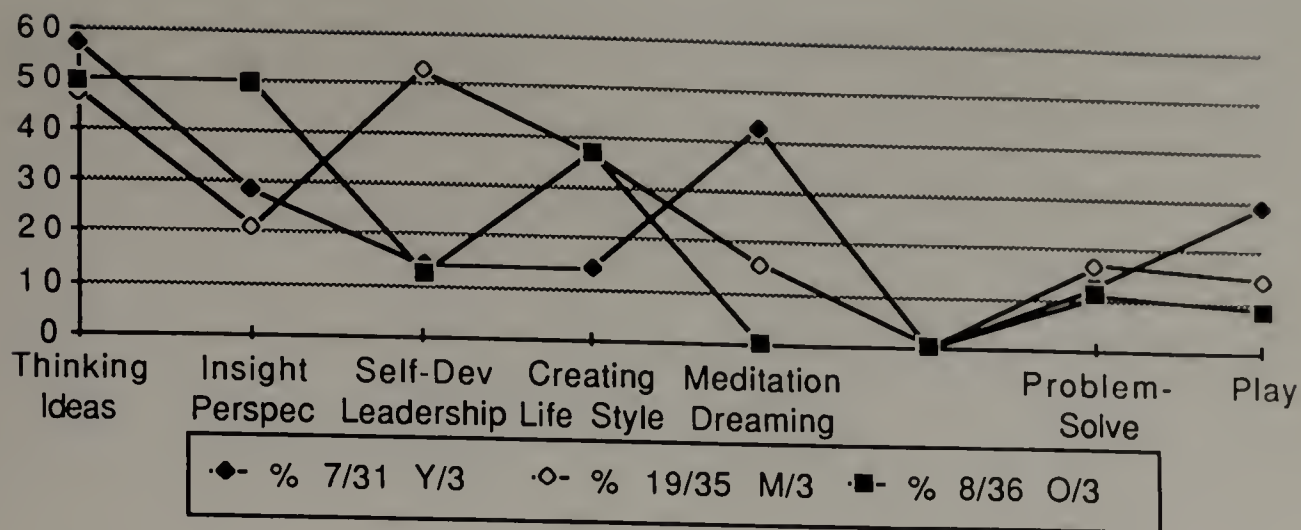 60
50
40
30
20
10
0
Thinking Insight Self-Dev Creating Meditation Problem- Play
Ideas Perspec Leadership Life Style Dreaming Solve
% 7/31 Y/3 % 19/35 M/3 % 8/36 O/3